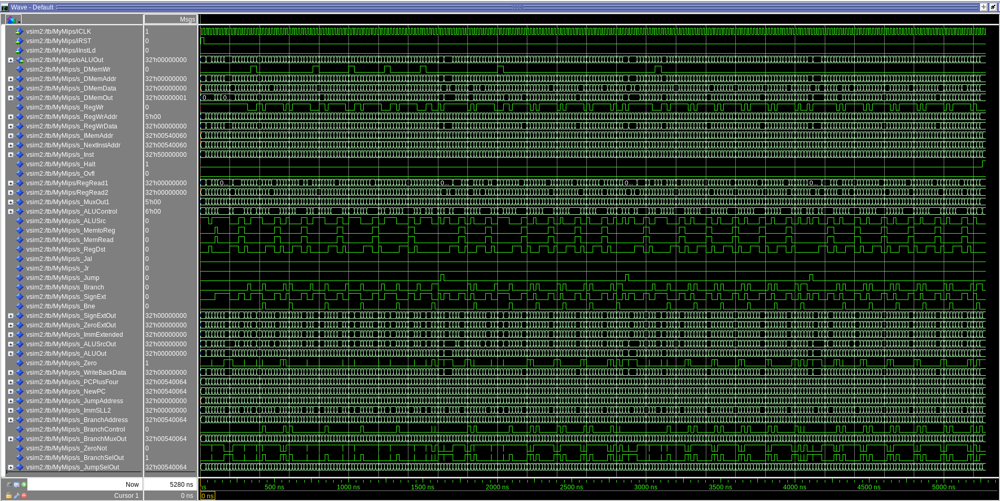 Wave - Default
Msgs
vsim2:/tb/MyMips/iCLK 1
vsim2:/tb/MyMips/iRST 0
vsim2:/tb/MyMips/iInstLd 0
vsim2:/tb/MyMips/oALUOut 32'h00000000
vsim2:/tb/MyMips/s_DMemWr 0
vsim2:/tb/MyMips/s_DMemAddr 32'h00000000
vsim2:/tb/MyMips/s_DMemData 32'h00000000
vsim2:/tb/MyMips/s_DMemOut 32'h00000001 0... 0...
vsim2:/tb/MyMips/s_RegWr 0
vsim2:/tb/MyMips/s_RegWrAddr 5'h00
vsim2:/tb/MyMips/s_RegWrData 32'h00000000
vsim2:/tb/MyMips/s_IMemAddr 32'h00540060
vsim2:/tb/MyMips/s_NextInstAddr 32'h00540060
vsim2:/tb/MyMips/s_Inst 32'h50000000
vsim2:/tb/MyMips/s_Halt 1
vsim2:/tb/MyMips/s_Ovfl 0
vsim2:/tb/MyMips/RegRead1 32'h00000000 0... 0... 0... 0...
vsim2:/tb/MyMips/RegRead2 32'h00000000
vsim2:/tb/MyMips/s_MuxOut1 5'h00
vsim2:/tb/MyMips/s_ALUControl 6'h00
vsim2:/tb/MyMips/s_ALUSrc 0
vsim2:/tb/MyMips/s_MemtoReg 0
vsim2:/tb/MyMips/s_MemRead 0
vsim2:/tb/MyMips/s_RegDst 0
vsim2:/tb/MyMips/s_Jal 0
vsim2:/tb/MyMips/s_Jr 0
vsim2:/tb/MyMips/s_Jump 0
vsim2:/tb/MyMips/s_Branch 0
vsim2:/tb/MyMips/s_SignExt 0
vsim2:/tb/MyMips/s_Bne 0
vsim2:/tb/MyMips/s_SignExtOut 32'h00000000
vsim2:/tb/MyMips/s_ZeroExtOut 32'h00000000
vsim2:/tb/MyMips/s_ImmExtended 32'h00000000
vsim2:/tb/MyMips/s_ALUSrcOut 32'h00000000
vsim2:/tb/MyMips/s_ALUOut 32'h00000000
vsim2:/tb/MyMips/s_Zero 1
vsim2:/tb/MyMips/s_WriteBackData 32'h00000000
vsim2:/tb/MyMips/s_PCPlusFour 32'h00540064
vsim2:/tb/MyMips/s_NewPC 32'h00540064
vsim2:/tb/MyMips/s_JumpAddress 32'h00000000
vsim2:/tb/MyMips/s_ImmSLL2 32'h00000000
vsim2:/tb/MyMips/s_BranchAddress 32'h00540064
vsim2:/tb/MyMips/s_BranchControl 0
vsim2:/tb/MyMips/s_BranchMuxOut 32'h00540064
vsim2:/tb/MyMips/s_ZeroNot 0
vsim2:/tb/MyMips/s_BranchSelOut 1
vsim2:/tb/MyMips/s_JumpSelOut 32'h00540064
Now 5280 ns ns 500 ns 1000 ns 1500 ns 2000 ns 2500 ns 3000 ns 3500 ns 4000 ns 4500 ns 5000 ns
Cursor 1 0 ns 0 ns